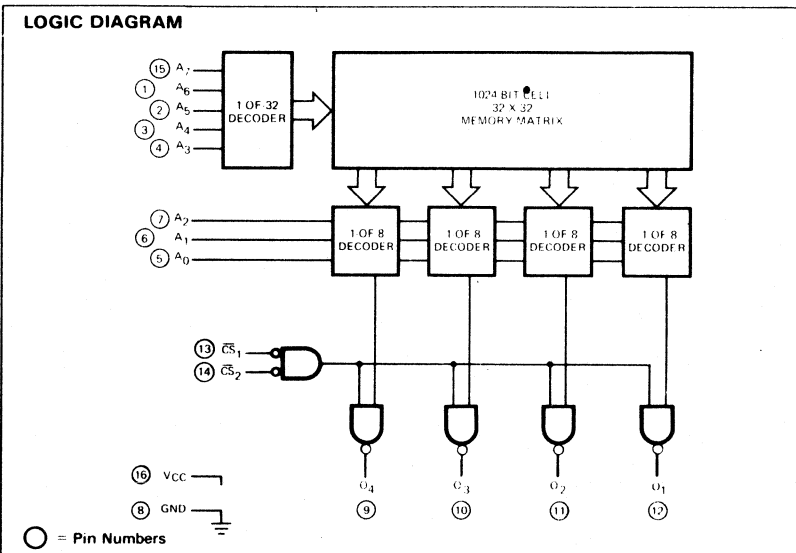 LOGIC DIAGRAM
15 A7
1 A6
2 A5
3 A4
4 A3
1 OF 32
DECODER
1024 BIT CELL
32 X 32
MEMORY MATRIX
7 A2
6 A1
5 A0
1 OF 8
DECODER
1 OF 8
DECODER
1 OF 8
DECODER
1 OF 8
DECODER
13 C̅S̅1
14 C̅S̅2
16 VCC
8 GND
O4
9
O3
10
O2
11
O1
12
= Pin Numbers